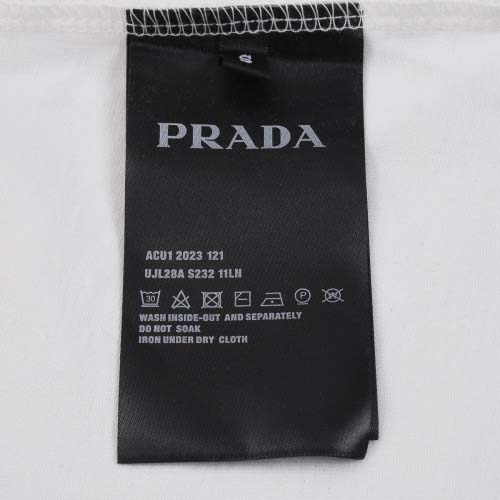 S
PRADA
ACU1 2023 121
UJL28A S232 11LN
30 P
WASH INSIDE-OUT AND SEPARATELY
DO NOT SOAK
IRON UNDER DRY CLOTH